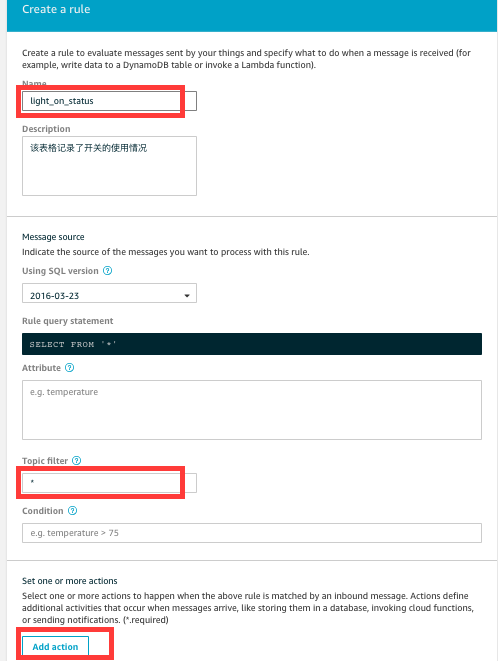 Create a rule
Create a rule to evaluate messages sent by your things and specify what to do when a message is received (for
example, write data to a DynamoDB table or invoke a Lambda function).
Name
light_on_status
Description
该表格记录了开关的使用情况
Message source
Indicate the source of the messages you want to process with this rule.
Using SQL version ?
2016-03-23
Rule query statement
SELECT FROM '*'
Attribute ?
e.g. temperature
Topic filter ?
*
Condition ?
e.g. temperature > 75
Set one or more actions
Select one or more actions to happen when the above rule is matched by an inbound message. Actions define
additional activities that occur when messages arrive, like storing them in a database, invoking cloud functions,
or sending notifications. (*.required)
Add action